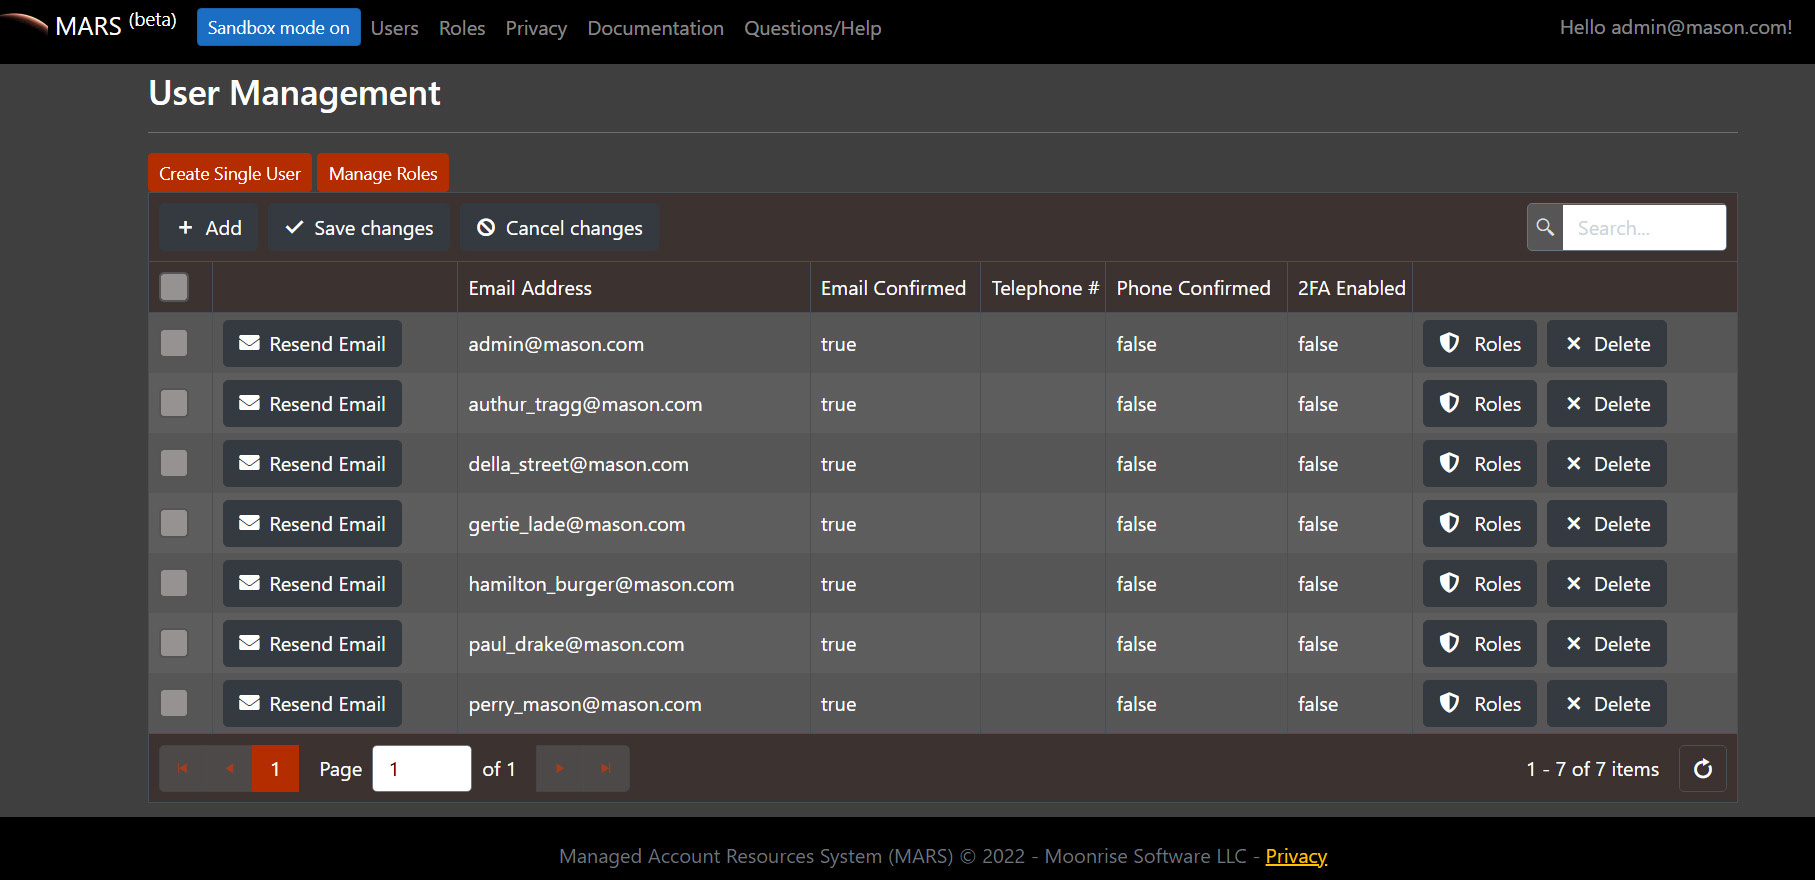 MARS (beta) Sandbox mode on Users Roles Privacy Documentation Questions/Help Hello admin@mason.com!
User Management
Create Single User Manage Roles
Add Save changes Cancel changes Search...
Email Address Email Confirmed Telephone # Phone Confirmed 2FA Enabled
Resend Email admin@mason.com true false false Roles Delete
Resend Email authur_tragg@mason.com true false false Roles Delete
Resend Email della_street@mason.com true false false Roles Delete
Resend Email gertie_lade@mason.com true false false Roles Delete
Resend Email hamilton_burger@mason.com true false false Roles Delete
Resend Email paul_drake@mason.com true false false Roles Delete
Resend Email perry_mason@mason.com true false false Roles Delete
1 Page 1 of 1 1 - 7 of 7 items
Managed Account Resources System (MARS) © 2022 - Moonrise Software LLC - Privacy